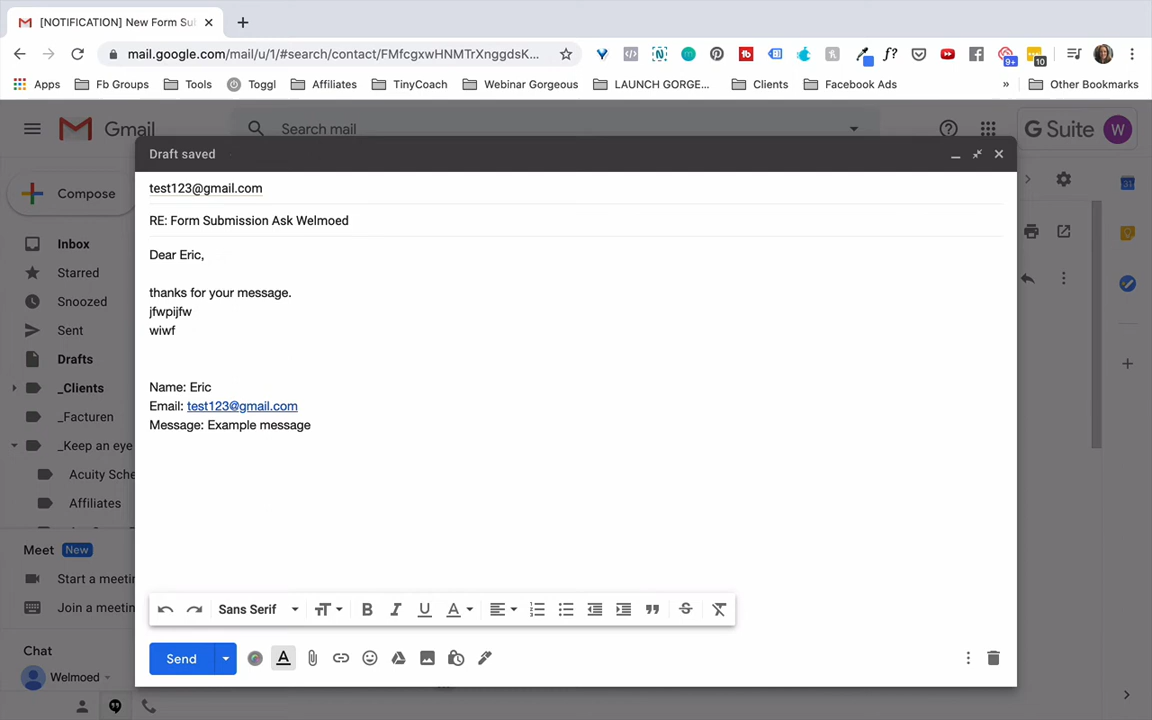 [NOTIFICATION] New Form Su
mail.google.com/mail/u/1/#search/contact/FMfcgxwHNMTrXnggdsK...
9+
10
Apps
Fb Groups
Tools
Toggl
Affiliates
TinyCoach
Webinar Gorgeous
LAUNCH GORGE...
Clients
Facebook Ads
»
Other Bookmarks
Gmail
Search mail
G Suite
W
Draft saved
Compose
test123@gmail.com
RE: Form Submission Ask Welmoed
Inbox
Starred
Snoozed
Sent
Drafts
_Clients
_Facturen
_Keep an eye
Acuity Sche
Affiliates
Dear Eric,
thanks for your message.
jfwpijfw
wiwf
Name: Eric
Email: test123@gmail.com
Message: Example message
Meet New
Start a meetin
Join a meetin
Chat
Welmoed
Sans Serif
Send